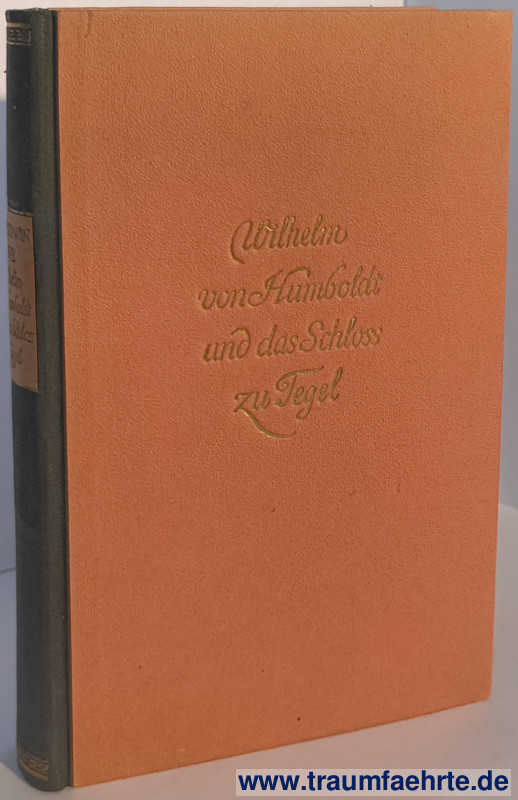 Wilhelm
von Humboldt
und das Schloss
zu Tegel
www.traumfaehrte.de